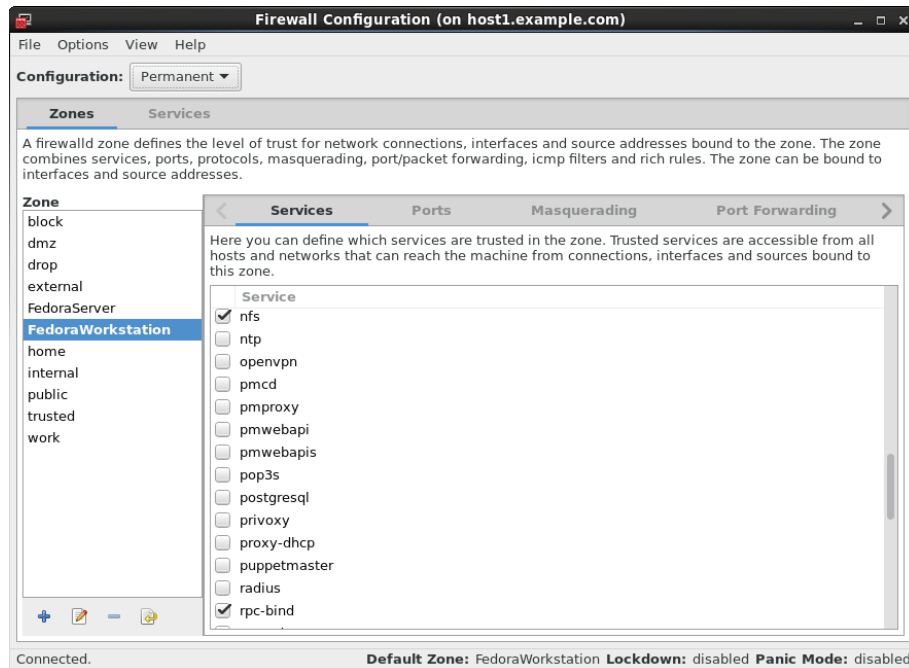 Firewall Configuration (on host1.example.com)
File Options View Help
Configuration: Permanent
Zones Services
A firewalld zone defines the level of trust for network connections, interfaces and source addresses bound to the zone. The zone
combines services, ports, protocols, masquerading, port/packet forwarding, icmp filters and rich rules. The zone can be bound to
interfaces and source addresses.
Zone
block
dmz
drop
external
FedoraServer
FedoraWorkstation
home
internal
public
trusted
work
Services Ports Masquerading Port Forwarding
Here you can define which services are trusted in the zone. Trusted services are accessible from all
hosts and networks that can reach the machine from connections, interfaces and sources bound to
this zone.
Service
nfs
ntp
openvpn
pmcd
pmproxy
pmwebapi
pmwebapis
pop3s
postgresql
privoxy
proxy-dhcp
puppetmaster
radius
rpc-bind
Connected.
Default Zone: FedoraWorkstation Lockdown: disabled Panic Mode: disabled